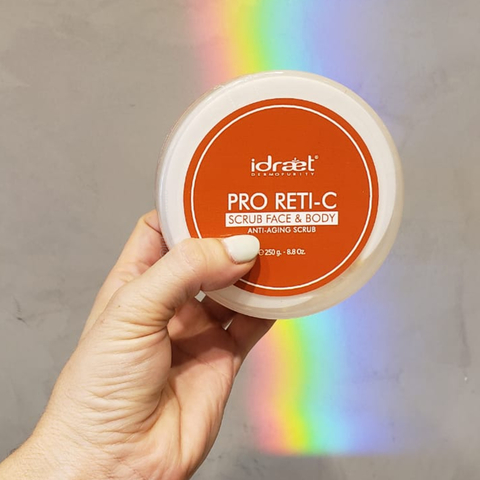 idraet
DERMOPURITY
PRO RETI-C
SCRUB FACE & BODY
ANTI-AGING SCRUB
℮ 250 g. - 8.8 Oz.